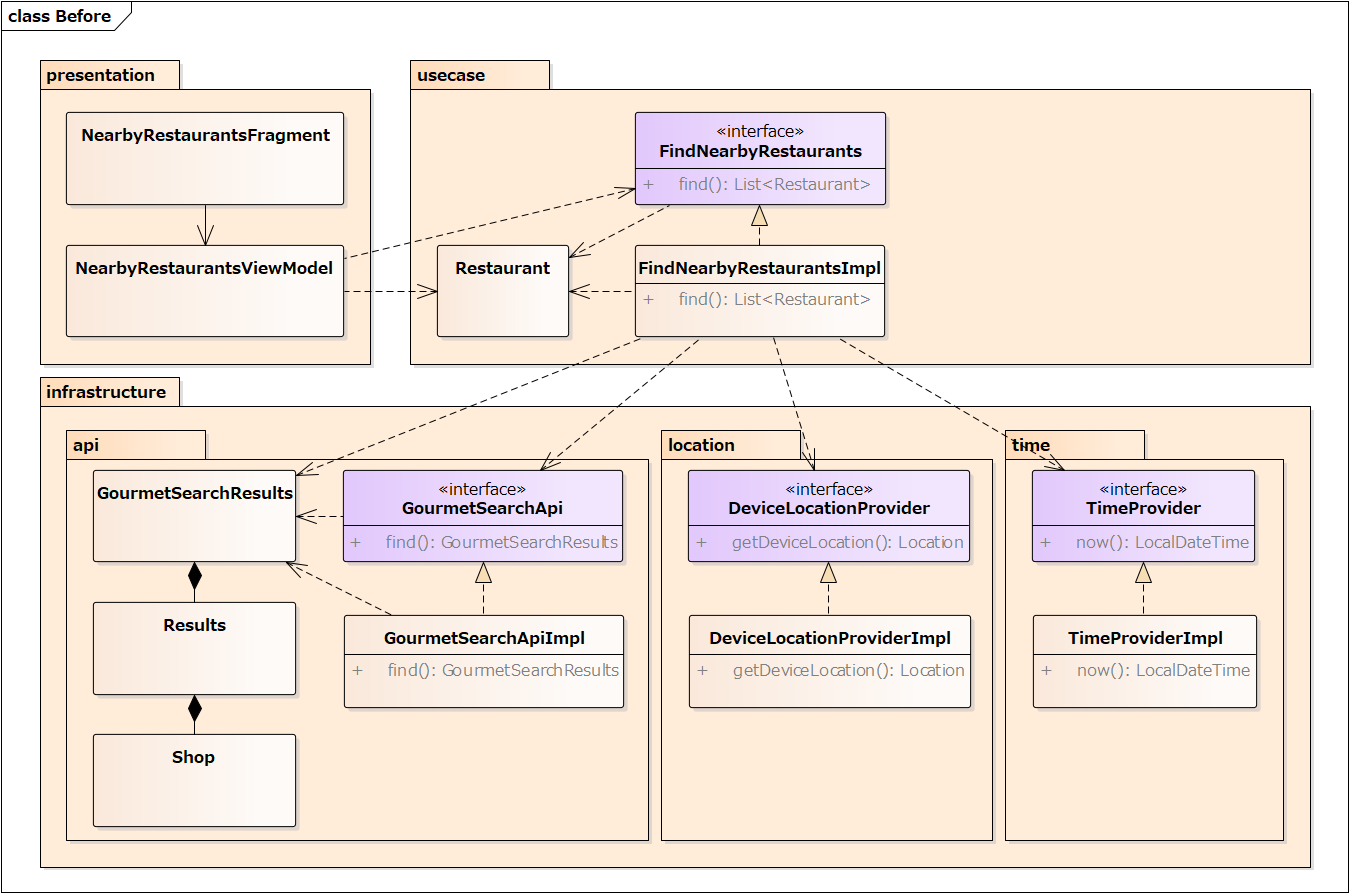 class Before
presentation
NearbyRestaurantsFragment
NearbyRestaurantsViewModel
usecase
«interface»
FindNearbyRestaurants
+ find(): List<Restaurant>
Restaurant
FindNearbyRestaurantsImpl
+ find(): List<Restaurant>
infrastructure
api
GourmetSearchResults
«interface»
GourmetSearchApi
+ find(): GourmetSearchResults
Results
GourmetSearchApiImpl
+ find(): GourmetSearchResults
Shop
location
«interface»
DeviceLocationProvider
+ getDeviceLocation(): Location
DeviceLocationProviderImpl
+ getDeviceLocation(): Location
time
«interface»
TimeProvider
+ now(): LocalDateTime
TimeProviderImpl
+ now(): LocalDateTime